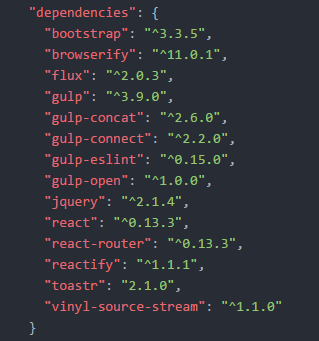 "dependencies": {
"bootstrap": "^3.3.5",
"browserify": "^11.0.1",
"flux": "^2.0.3",
"gulp": "^3.9.0",
"gulp-concat": "^2.6.0",
"gulp-connect": "^2.2.0",
"gulp-eslint": "^0.15.0",
"gulp-open": "^1.0.0",
"jquery": "^2.1.4",
"react": "^0.13.3",
"react-router": "^0.13.3",
"reactify": "^1.1.1",
"toastr": "2.1.0",
"vinyl-source-stream": "^1.1.0"
}